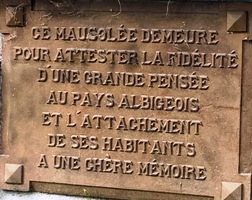 CE MAUSOLÉE DEMEURE
POUR ATTESTER LA FIDÉLITÉ
D'UNE GRANDE PENSÉE
AU PAYS ALBIGEOIS
ET L'ATTACHEMENT
DE SES HABITANTS
A UNE CHÈRE MÉMOIRE